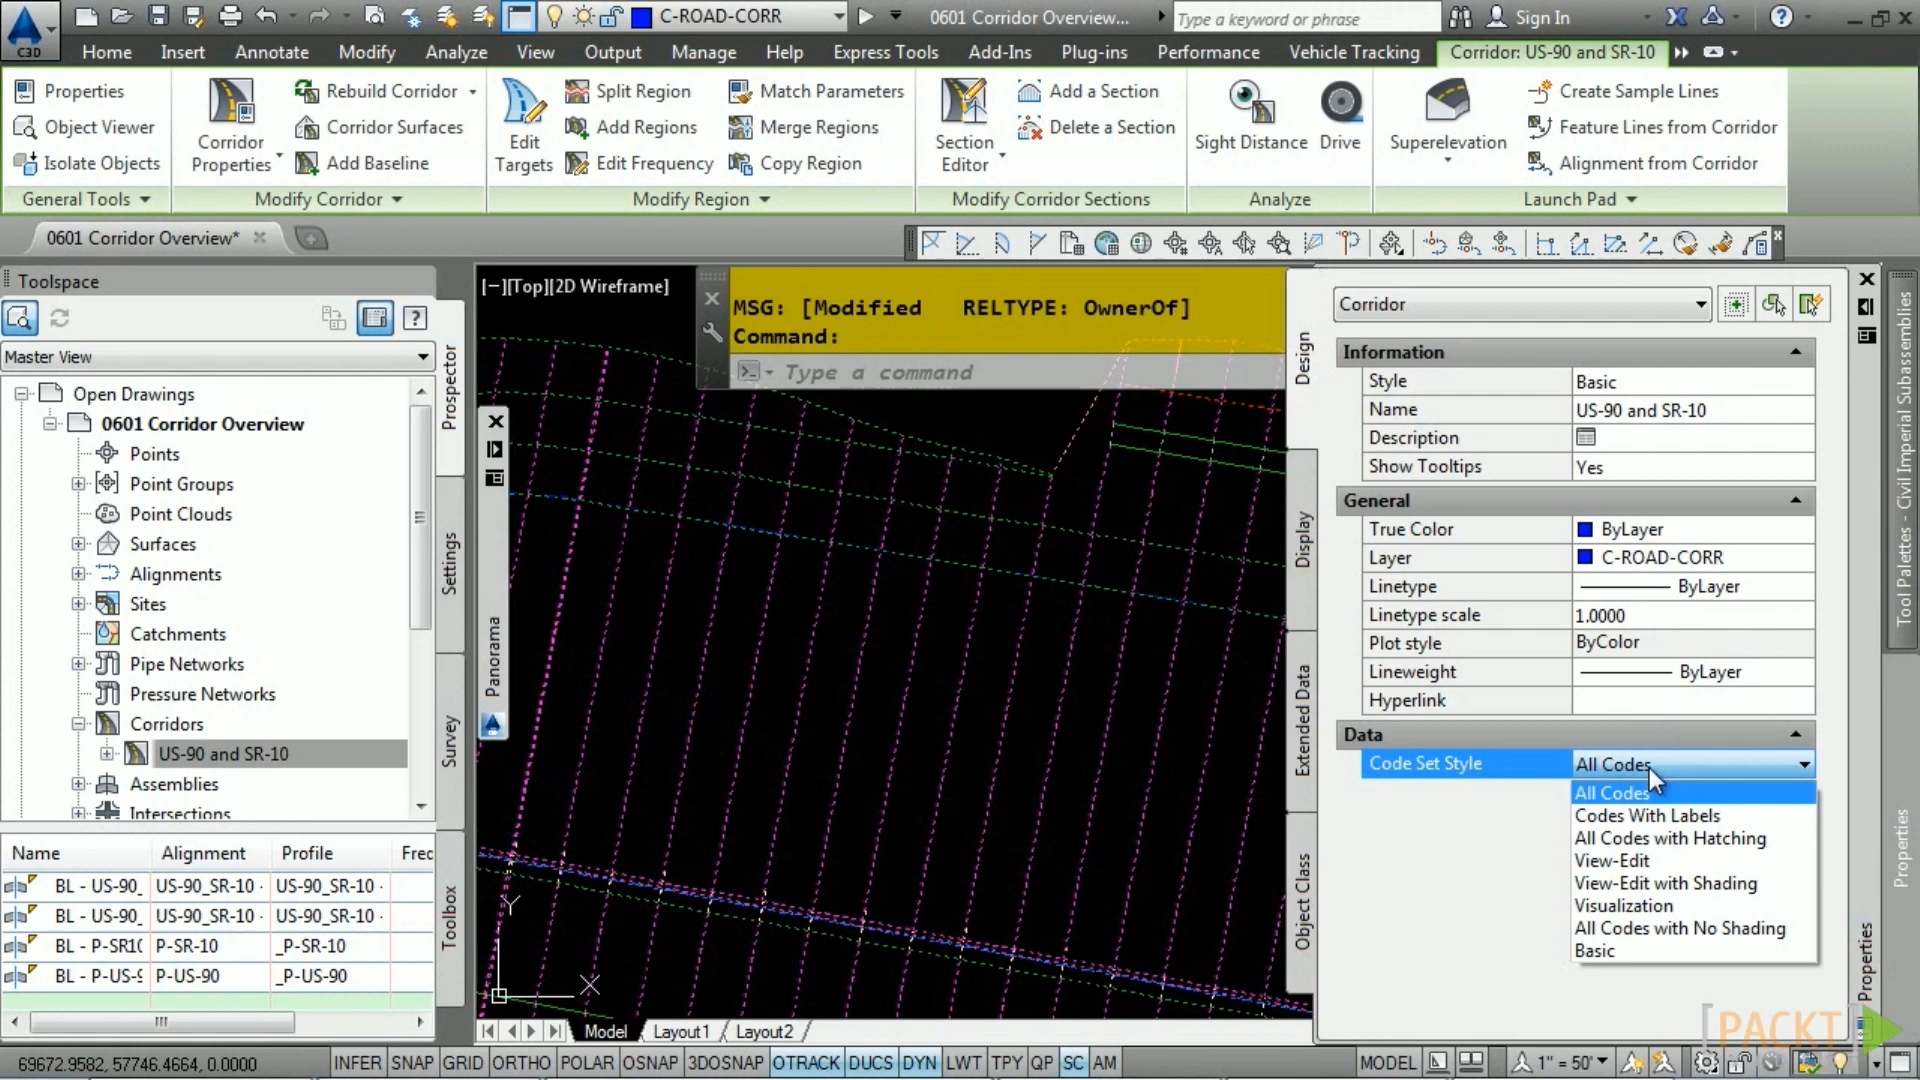 C-ROAD-CORR
0601 Corridor Overview...
Type a keyword or phrase
Sign In
C3D
Home Insert Annotate Modify Analyze View Output Manage Help Express Tools Add-Ins Plug-ins Performance Vehicle Tracking Corridor: US-90 and SR-10
Properties
Object Viewer
Isolate Objects
General Tools
Corridor Properties
Rebuild Corridor
Corridor Surfaces
Add Baseline
Modify Corridor
Edit Targets
Split Region
Add Regions
Edit Frequency
Match Parameters
Merge Regions
Copy Region
Modify Region
Section Editor
Add a Section
Delete a Section
Modify Corridor Sections
Sight Distance
Drive
Analyze
Superelevation
Create Sample Lines
Feature Lines from Corridor
Alignment from Corridor
Launch Pad
0601 Corridor Overview*
Toolspace
Master View
Open Drawings
0601 Corridor Overview
Points
Point Groups
Point Clouds
Surfaces
Alignments
Sites
Catchments
Pipe Networks
Pressure Networks
Corridors
US-90 and SR-10
Assemblies
Intersections
Prospector
Settings
Survey
Toolbox
Name Alignment Profile Frec
BL - US-90_ US-90_SR-10 - US-90_SR-10 -
BL - US-90_ US-90_SR-10 - US-90_SR-10 -
BL - P-SR1( P-SR-10 _P-SR-10
BL - P-US-9 P-US-90 _P-US-90
[−][Top][2D Wireframe]
MSG: [Modified RELTYPE: OwnerOf]
Command:
Type a command
Panorama
Y
X
Model Layout1 Layout2
Design
Display
Extended Data
Object Class
Corridor
Information
Style Basic
Name US-90 and SR-10
Description
Show Tooltips Yes
General
True Color ByLayer
Layer C-ROAD-CORR
Linetype ByLayer
Linetype scale 1.0000
Plot style ByColor
Lineweight ByLayer
Hyperlink
Data
Code Set Style All Codes
All Codes
Codes With Labels
All Codes with Hatching
View-Edit
View-Edit with Shading
Visualization
All Codes with No Shading
Basic
Properties
Tool Palettes - Civil Imperial Subassemblies
Properties
[PACKT]
69672.9582, 57746.4664, 0.0000
INFER SNAP GRID ORTHO POLAR OSNAP 3DOSNAP OTRACK DUCS DYN LWT TPY QP SC AM
MODEL
1" = 50'